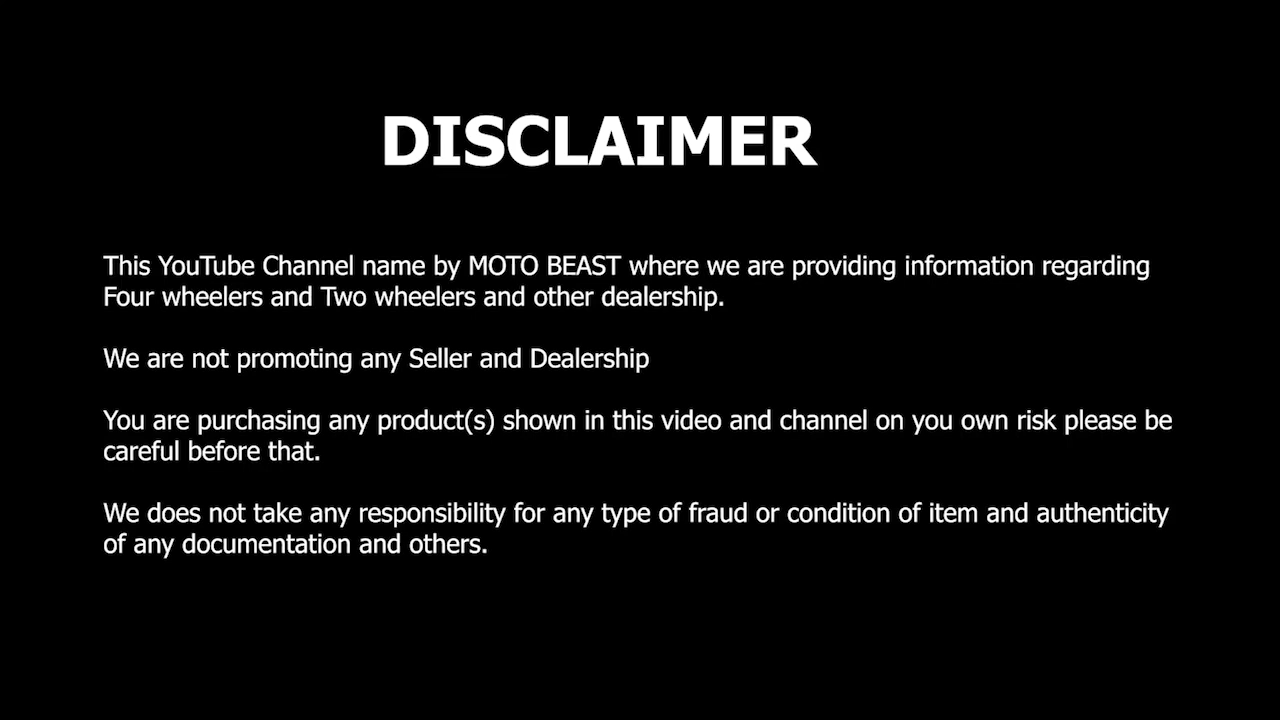 DISCLAIMER
This YouTube Channel name by MOTO BEAST where we are providing information regarding
Four wheelers and Two wheelers and other dealership.
We are not promoting any Seller and Dealership
You are purchasing any product(s) shown in this video and channel on you own risk please be
careful before that.
We does not take any responsibility for any type of fraud or condition of item and authenticity
of any documentation and others.